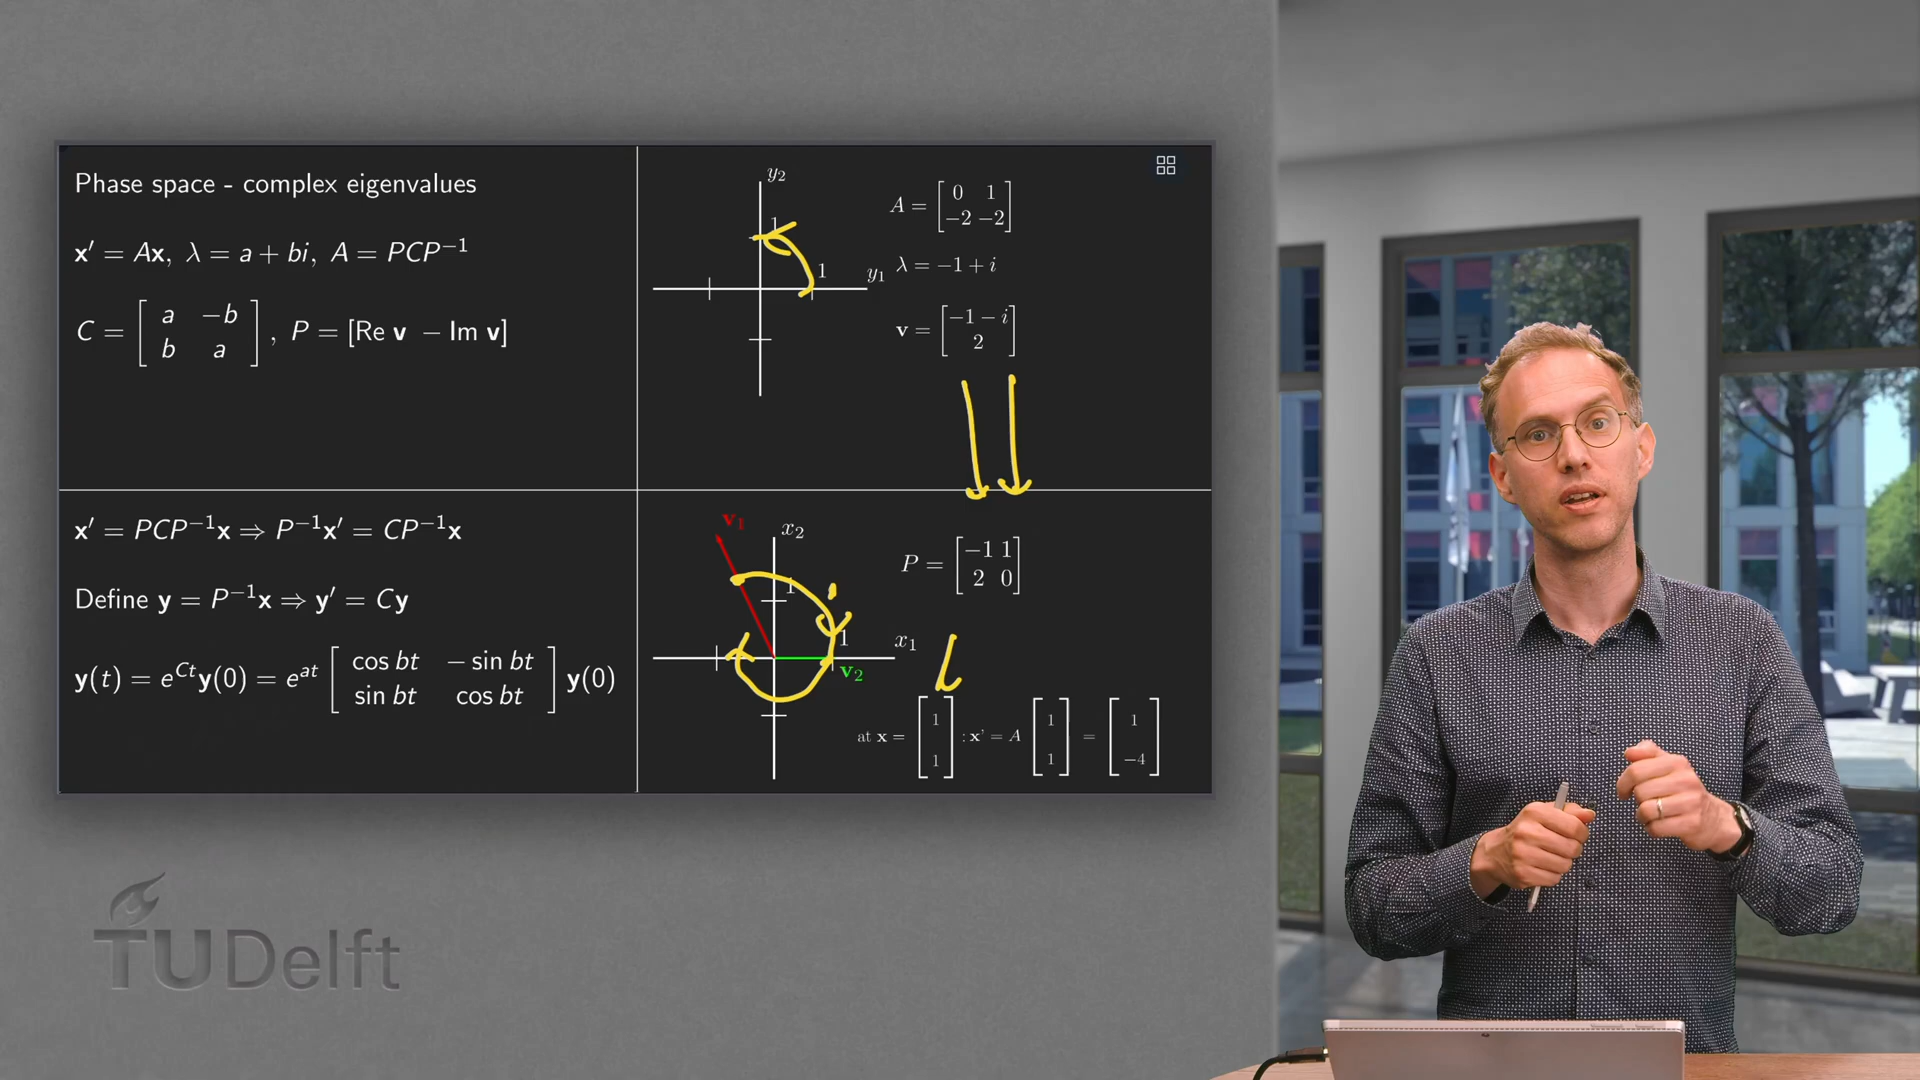 Phase space - complex eigenvalues
x′ = Ax, λ = a + bi, A = PCP⁻¹
C = [ a −b
b a ], P = [Re v − Im v]
x′ = PCP⁻¹x ⇒ P⁻¹x′ = CP⁻¹x
Define y = P⁻¹x ⇒ y′ = Cy
y(t) = e^{Ct}y(0) = e^{at} [ cos bt − sin bt
sin bt cos bt ] y(0)
y₂
1
1
y₁
A = [ 0 1
−2 −2 ]
λ = −1 + i
v = [ −1 − i
2 ]
v₁
x₂
1
1
x₁
v₂
P = [ −1 1
2 0 ]
at x = [ 1
1 ] : x' = A [ 1
1 ] = [ 1
−4 ]
TUDelft